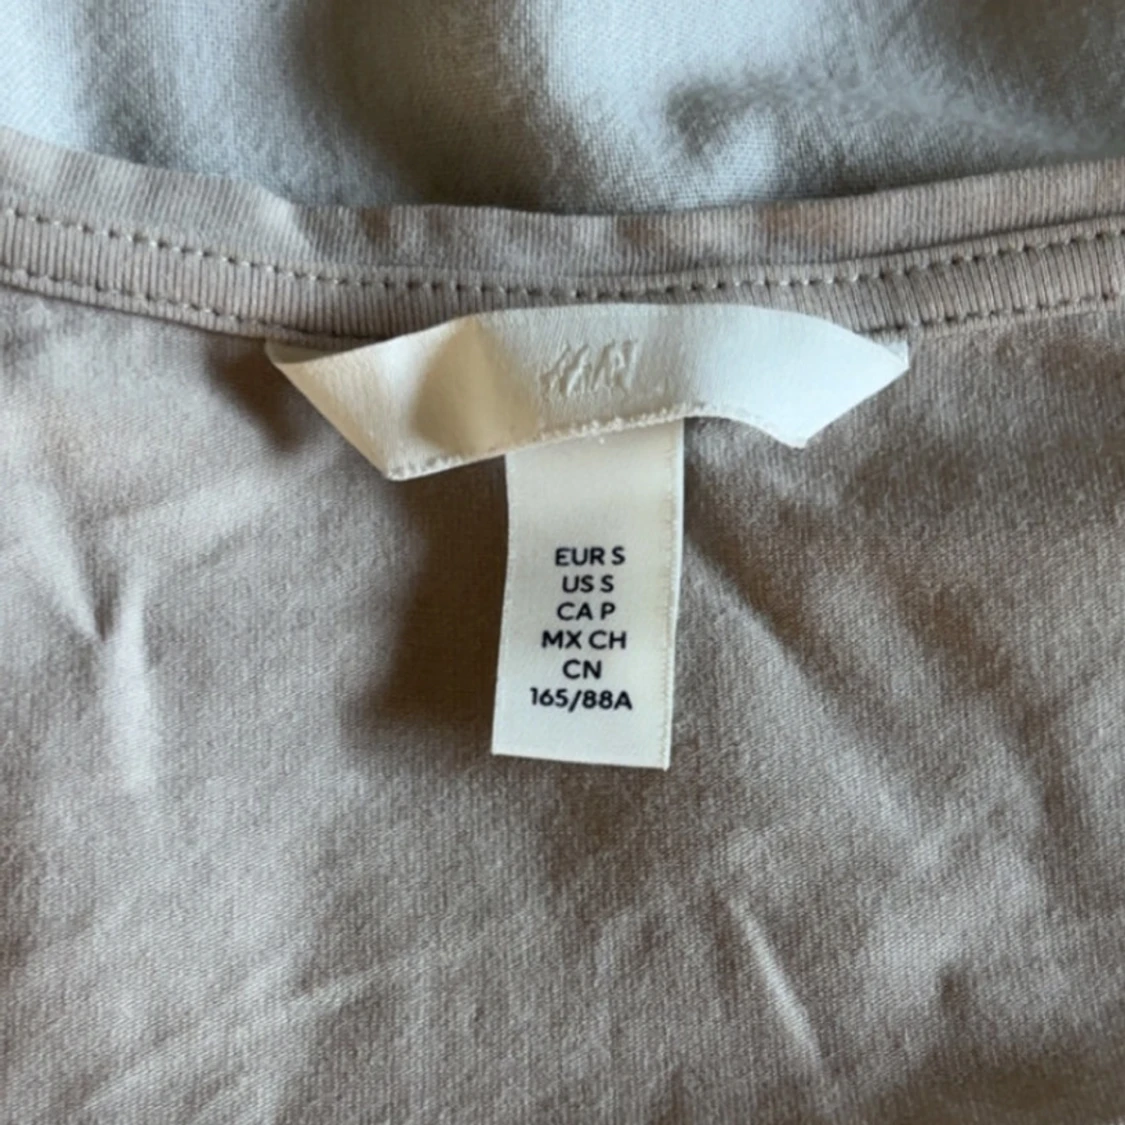 H&M
EUR S
US S
CA P
MX CH
CN
165/88A